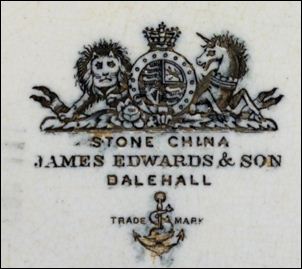 STONE CHINA
JAMES EDWARDS & SON
DALEHALL
TRADE MARK